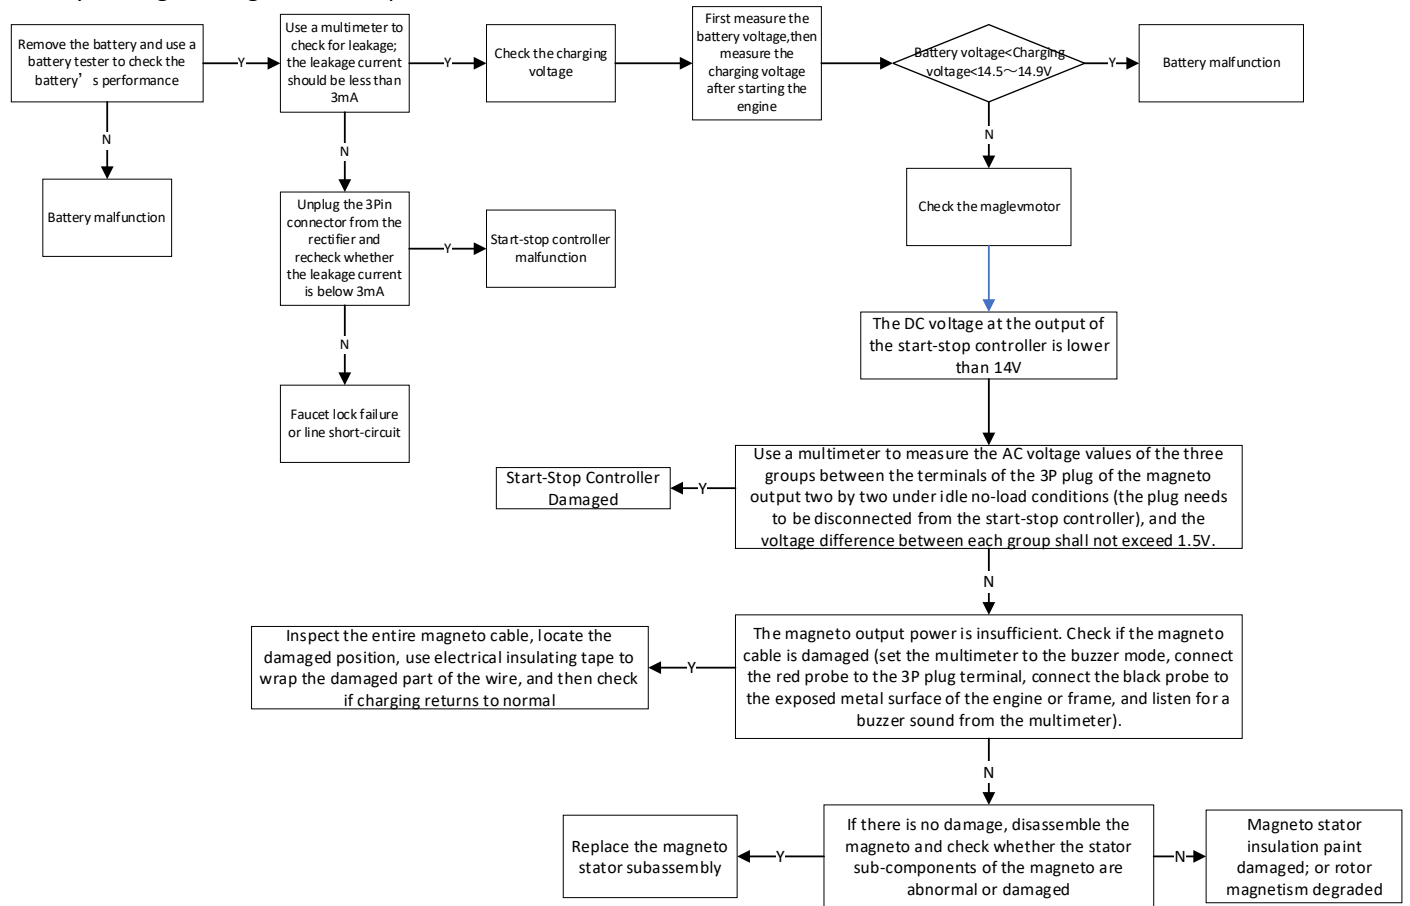 Remove the battery and use a
battery tester to check the
battery’s performance
Y
Use a multimeter to
check for leakage;
the leakage current
should be less than
3mA
Y
Check the charging
voltage
First measure the
battery voltage,then
measure the
charging voltage
after starting the
engine
Battery voltage<Charging
voltage<14.5～14.9V
Y
Battery malfunction
N
Battery malfunction
N
Unplug the 3Pin
connector from the
rectifier and
recheck whether
the leakage current
is below 3mA
Y
Start-stop controller
malfunction
N
Faucet lock failure
or line short-circuit
N
Check the maglevmotor
The DC voltage at the output of
the start-stop controller is lower
than 14V
Use a multimeter to measure the AC voltage values of the three
groups between the terminals of the 3P plug of the magneto
output two by two under idle no-load conditions (the plug needs
to be disconnected from the start-stop controller), and the
voltage difference between each group shall not exceed 1.5V.
Y
Start-Stop Controller
Damaged
N
The magneto output power is insufficient. Check if the magneto
cable is damaged (set the multimeter to the buzzer mode, connect
the red probe to the 3P plug terminal, connect the black probe to
the exposed metal surface of the engine or frame, and listen for a
buzzer sound from the multimeter).
Y
Inspect the entire magneto cable, locate the
damaged position, use electrical insulating tape to
wrap the damaged part of the wire, and then check
if charging returns to normal
N
If there is no damage, disassemble the
magneto and check whether the stator
sub-components of the magneto are
abnormal or damaged
Y
Replace the magneto
stator subassembly
N
Magneto stator
insulation paint
damaged; or rotor
magnetism degraded